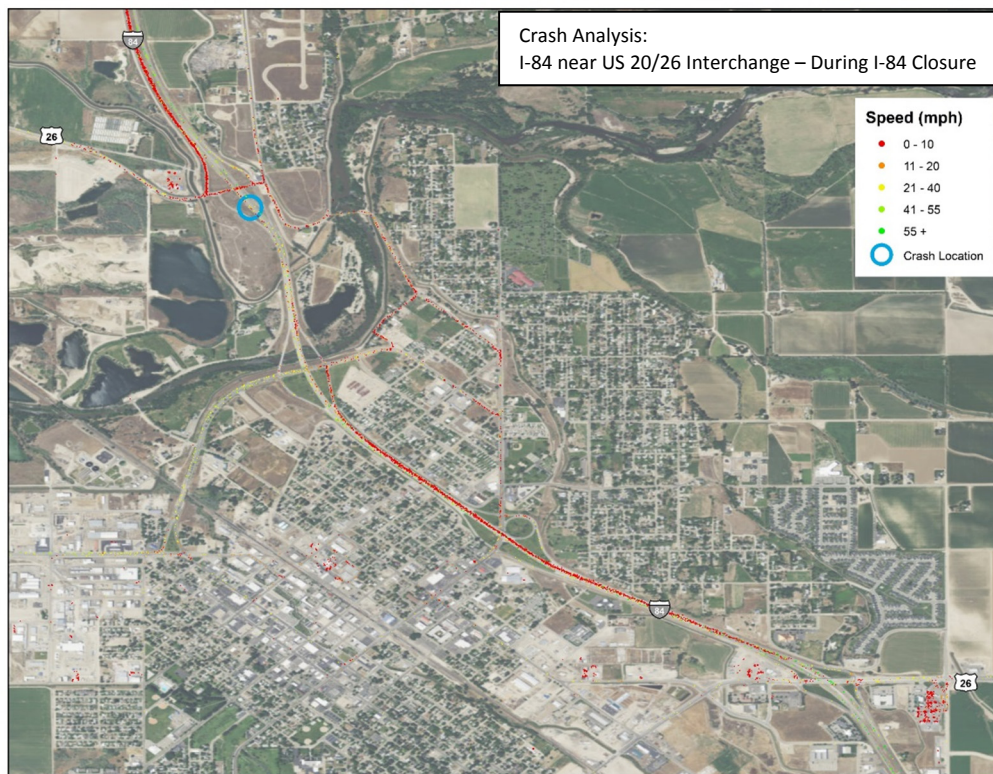 Crash Analysis:
I-84 near US 20/26 Interchange – During I-84 Closure
84
26
Speed (mph)
0 - 10
11 - 20
21 - 40
41 - 55
55 +
Crash Location
84
26